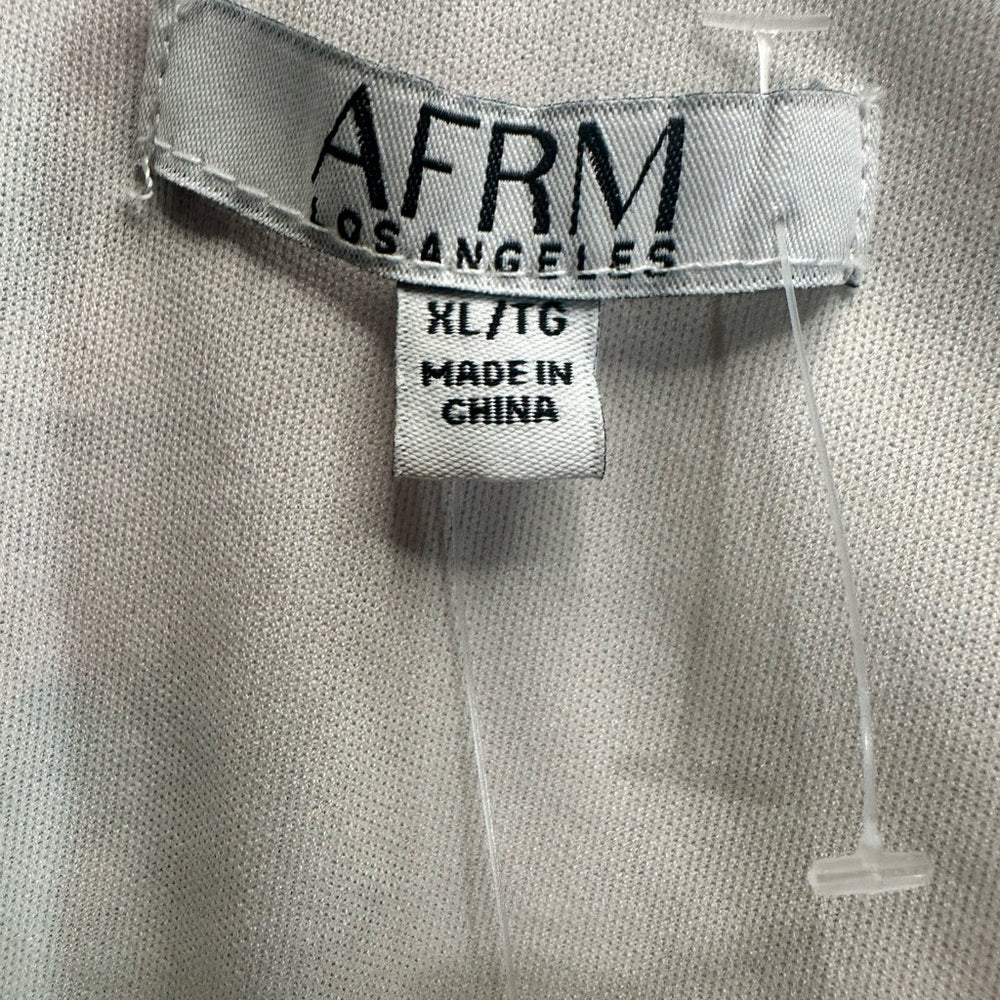 AFRM
LOS ANGELES
XL/TG
MADE IN
CHINA